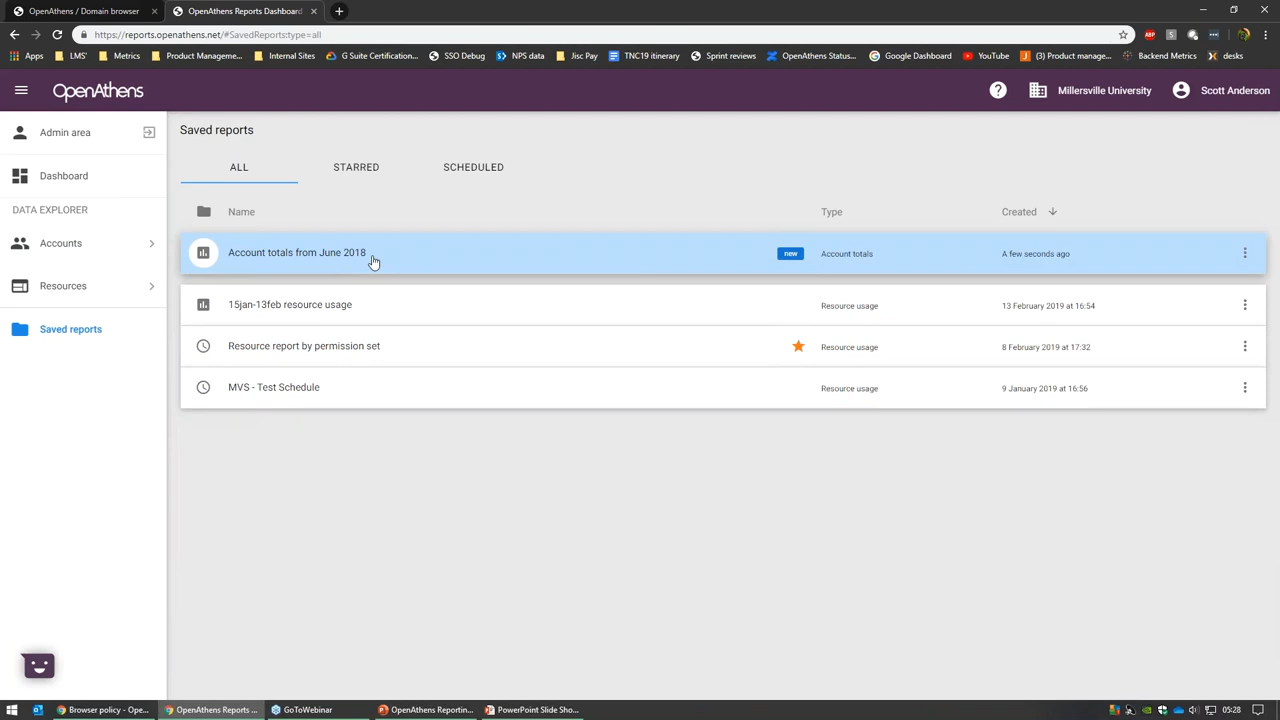 OpenAthens / Domain browser
OpenAthens Reports Dashboard
https://reports.openathens.net/#SavedReports:type=all
Apps
LMS'
Metrics
Product Manageme...
Internal Sites
G Suite Certification...
SSO Debug
NPS data
Jisc Pay
TNC19 itinerary
Sprint reviews
OpenAthens Status...
Google Dashboard
YouTube
(3) Product manage...
Backend Metrics
desks
OpenAthens
Millersville University
Scott Anderson
Admin area
Dashboard
DATA EXPLORER
Accounts
Resources
Saved reports
Saved reports
ALL
STARRED
SCHEDULED
Name
Type
Created
Account totals from June 2018
new
Account totals
A few seconds ago
15jan-13feb resource usage
Resource usage
13 February 2019 at 16:54
Resource report by permission set
Resource usage
8 February 2019 at 17:32
MVS - Test Schedule
Resource usage
9 January 2019 at 16:56
Browser policy - Ope...
OpenAthens Reports ...
GoToWebinar
OpenAthens Reportin...
PowerPoint Slide Sho...
05:28